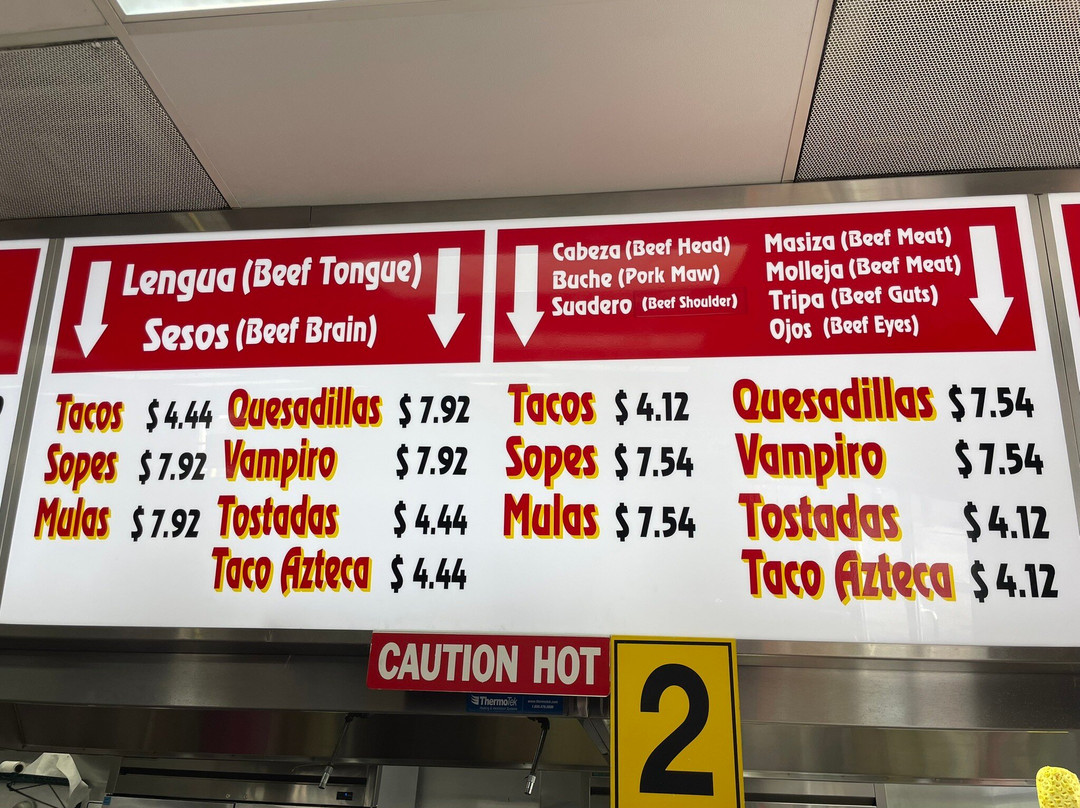 Lengua (Beef Tongue)
Sesos (Beef Brain)
Tacos $ 4.44 Quesadillas $ 7.92
Sopes $ 7.92 Vampiro $ 7.92
Mulas $ 7.92 Tostadas $ 4.44
Taco Azteca $ 4.44
Cabeza (Beef Head)
Buche (Pork Maw)
Suadero (Beef Shoulder)
Masiza (Beef Meat)
Molleja (Beef Meat)
Tripa (Beef Guts)
Ojos (Beef Eyes)
Tacos $ 4.12 Quesadillas $ 7.54
Sopes $ 7.54 Vampiro $ 7.54
Mulas $ 7.54 Tostadas $ 4.12
Taco Azteca $ 4.12
CAUTION HOT
ThermoTek
2